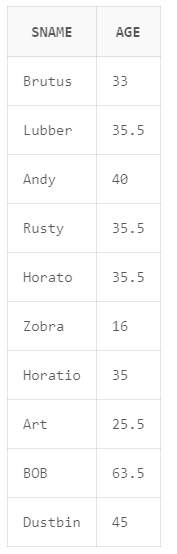 SNAME AGE
Brutus 33
Lubber 35.5
Andy 40
Rusty 35.5
Horato 35.5
Zobra 16
Horatio 35
Art 25.5
BOB 63.5
Dustbin 45